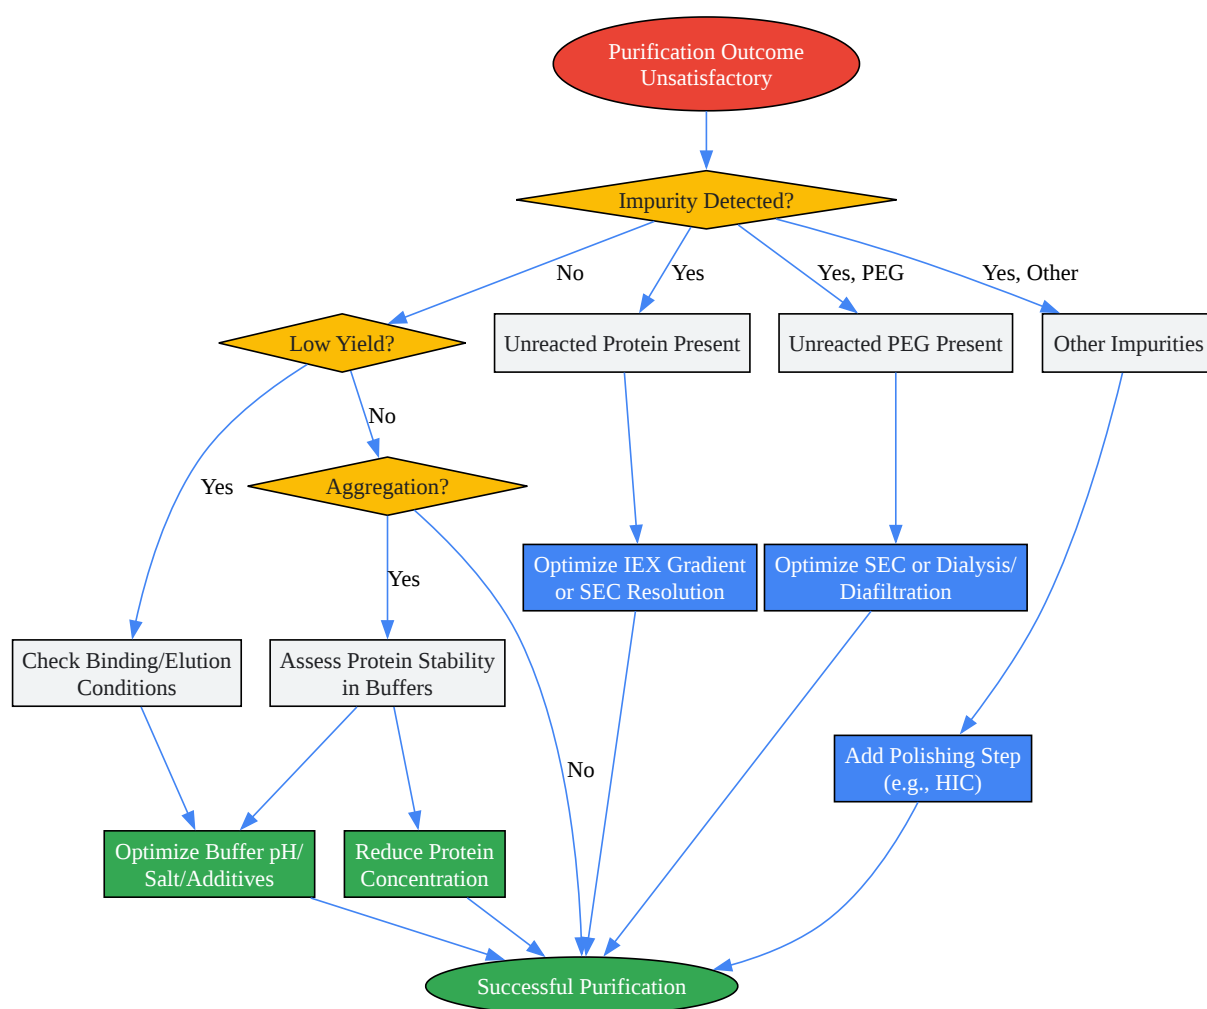 Purification Outcome
Unsatisfactory
Impurity Detected?
No
Yes
Yes, PEG
Yes, Other
Low Yield?
Unreacted Protein Present
Unreacted PEG Present
Other Impurities
No
Yes
Aggregation?
Optimize IEX Gradient
or SEC Resolution
Optimize SEC or Dialysis/
Diafiltration
Yes
Check Binding/Elution
Conditions
Assess Protein Stability
in Buffers
No
Add Polishing Step
(e.g., HIC)
Optimize Buffer pH/
Salt/Additives
Reduce Protein
Concentration
Successful Purification